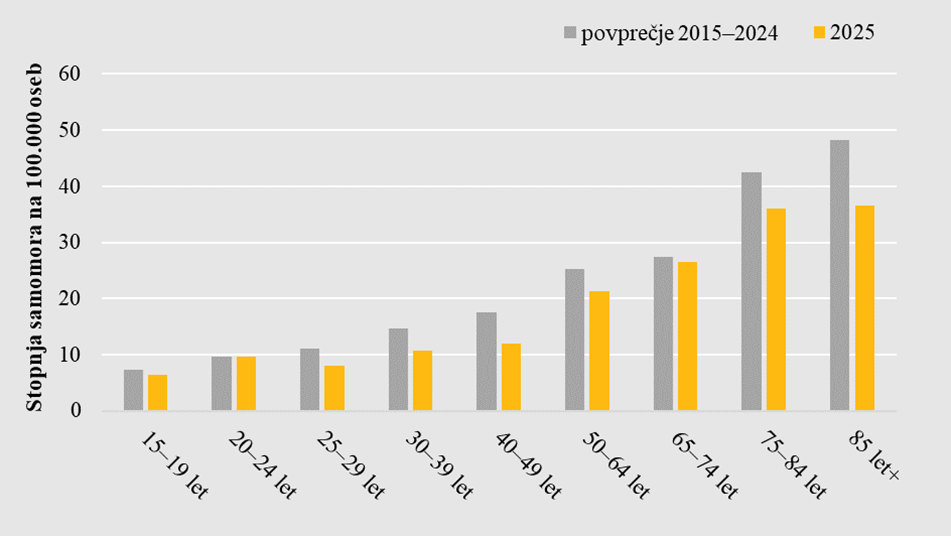 povprečje 2015–2024
2025
Stopnja samomora na 100.000 oseb
60
50
40
30
20
10
0
15–19 let
20–24 let
25–29 let
30–39 let
40–49 let
50–64 let
65–74 let
75–84 let
85 let+